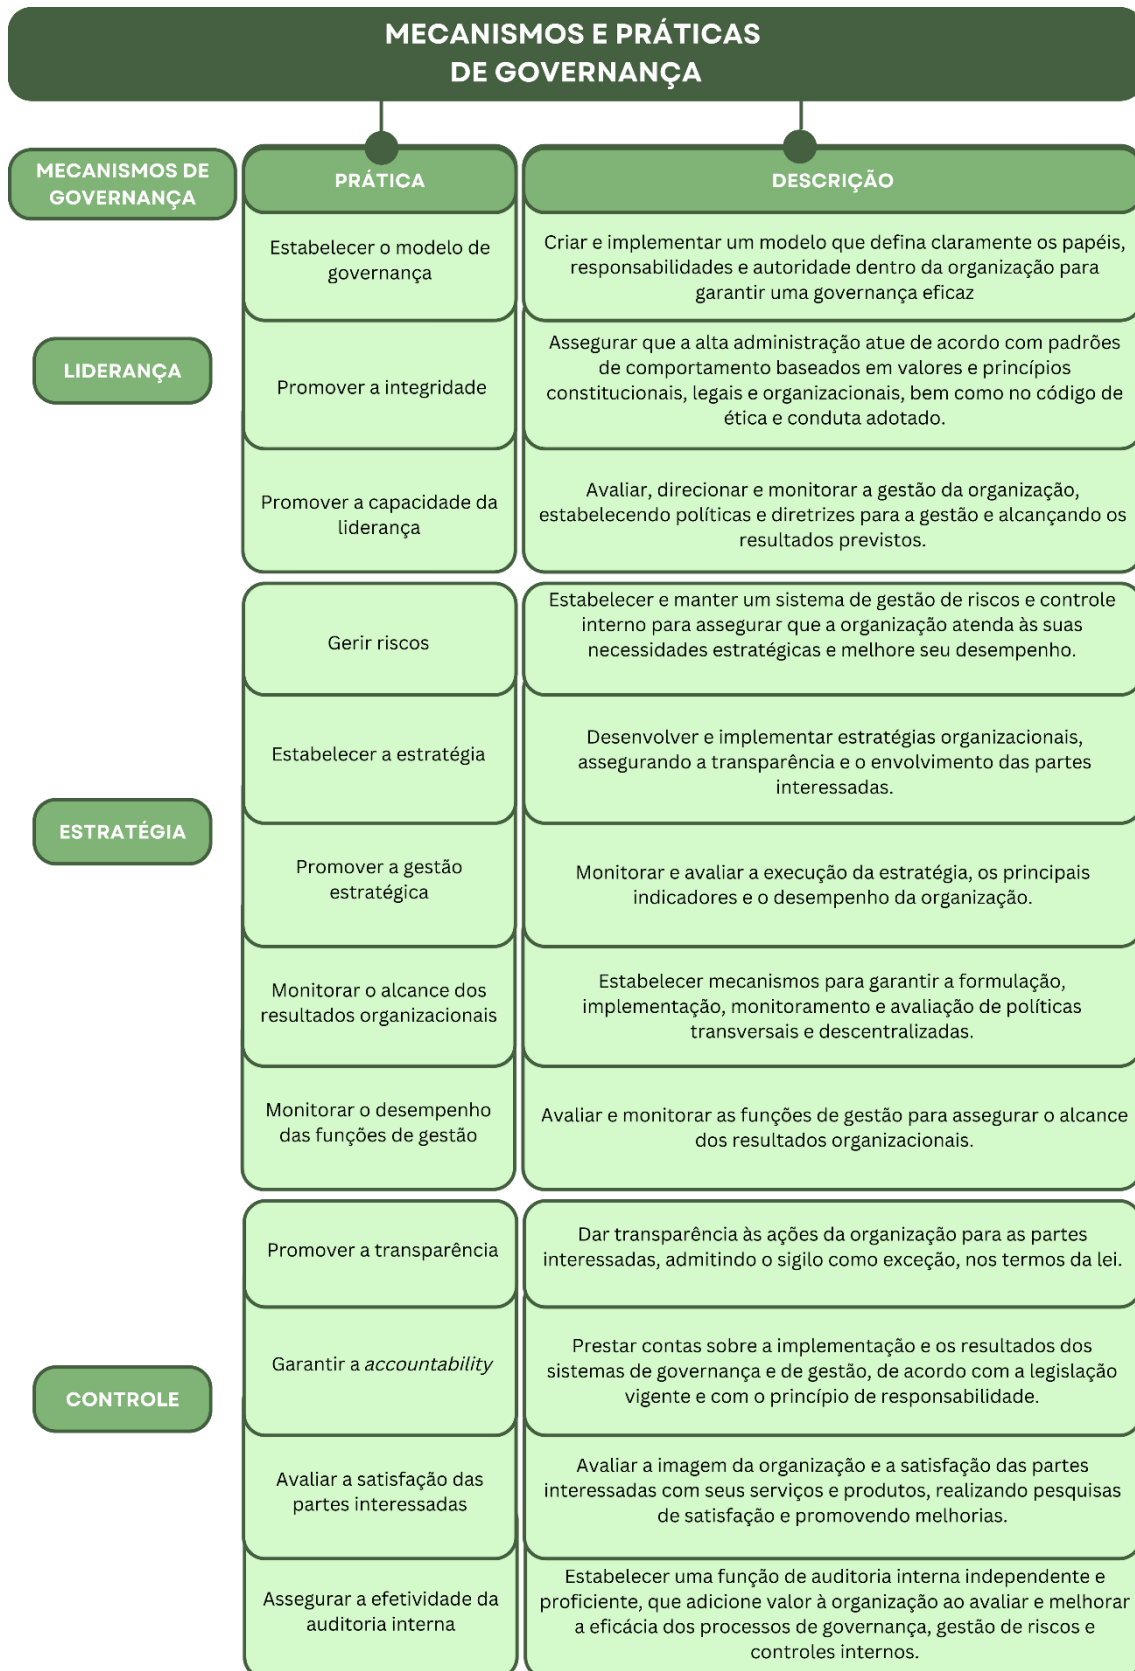 MECANISMOS E PRÁTICAS
DE GOVERNANÇA
MECANISMOS DE
GOVERNANÇA
PRÁTICA
DESCRIÇÃO
LIDERANÇA
Estabelecer o modelo de
governança
Criar e implementar um modelo que defina claramente os papéis,
responsabilidades e autoridade dentro da organização para
garantir uma governança eficaz
Promover a integridade
Assegurar que a alta administração atue de acordo com padrões
de comportamento baseados em valores e princípios
constitucionais, legais e organizacionais, bem como no código de
ética e conduta adotado.
Promover a capacidade da
liderança
Avaliar, direcionar e monitorar a gestão da organização,
estabelecendo políticas e diretrizes para a gestão e alcançando os
resultados previstos.
ESTRATÉGIA
Gerir riscos
Estabelecer e manter um sistema de gestão de riscos e controle
interno para assegurar que a organização atenda às suas
necessidades estratégicas e melhore seu desempenho.
Estabelecer a estratégia
Desenvolver e implementar estratégias organizacionais,
assegurando a transparência e o envolvimento das partes
interessadas.
Promover a gestão
estratégica
Monitorar e avaliar a execução da estratégia, os principais
indicadores e o desempenho da organização.
Monitorar o alcance dos
resultados organizacionais
Estabelecer mecanismos para garantir a formulação,
implementação, monitoramento e avaliação de políticas
transversais e descentralizadas.
Monitorar o desempenho
das funções de gestão
Avaliar e monitorar as funções de gestão para assegurar o alcance
dos resultados organizacionais.
CONTROLE
Promover a transparência
Dar transparência às ações da organização para as partes
interessadas, admitindo o sigilo como exceção, nos termos da lei.
Garantir a accountability
Prestar contas sobre a implementação e os resultados dos
sistemas de governança e de gestão, de acordo com a legislação
vigente e com o princípio de responsabilidade.
Avaliar a satisfação das
partes interessadas
Avaliar a imagem da organização e a satisfação das partes
interessadas com seus serviços e produtos, realizando pesquisas
de satisfação e promovendo melhorias.
Assegurar a efetividade da
auditoria interna
Estabelecer uma função de auditoria interna independente e
proficiente, que adicione valor à organização ao avaliar e melhorar
a eficácia dos processos de governança, gestão de riscos e
controles internos.